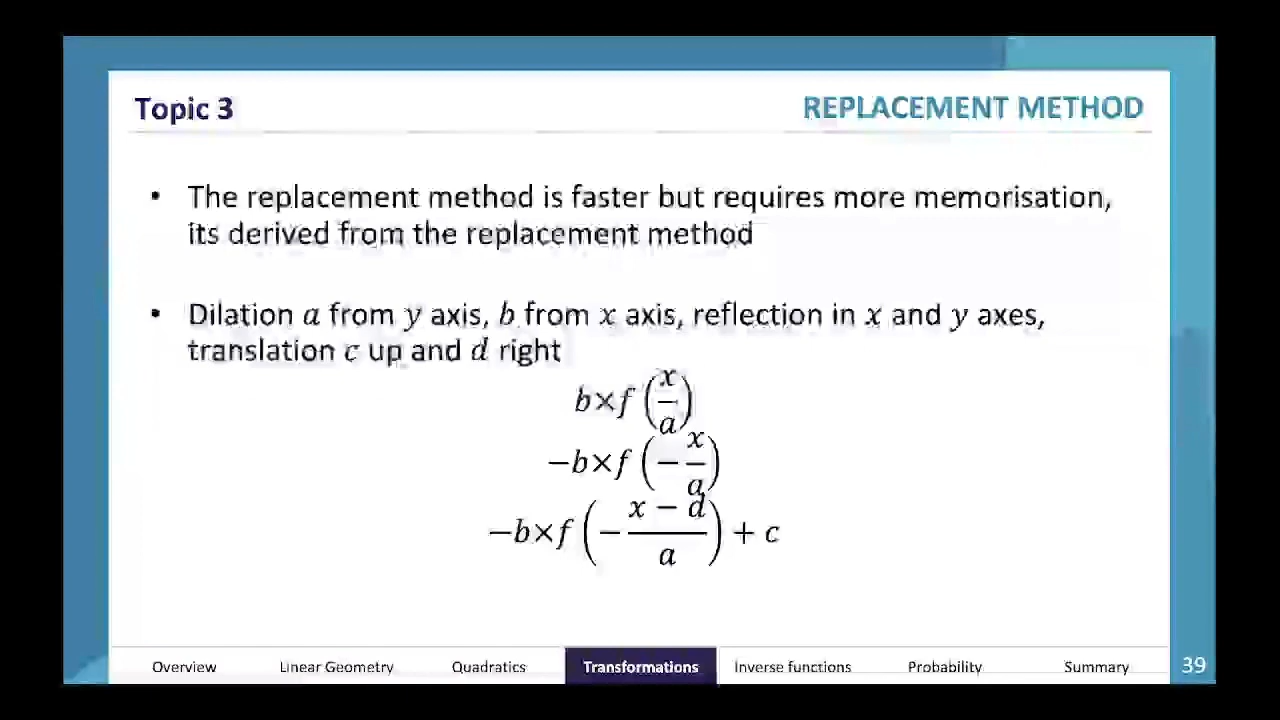 Topic 3
REPLACEMENT METHOD
• The replacement method is faster but requires more memorisation,
its derived from the replacement method
• Dilation a from y axis, b from x axis, reflection in x and y axes,
translation c up and d right
b×f(x/a)
−b×f(−x/a)
−b×f(−(x − d)/a) + c
Overview Linear Geometry Quadratics Transformations Inverse functions Probability Summary 39